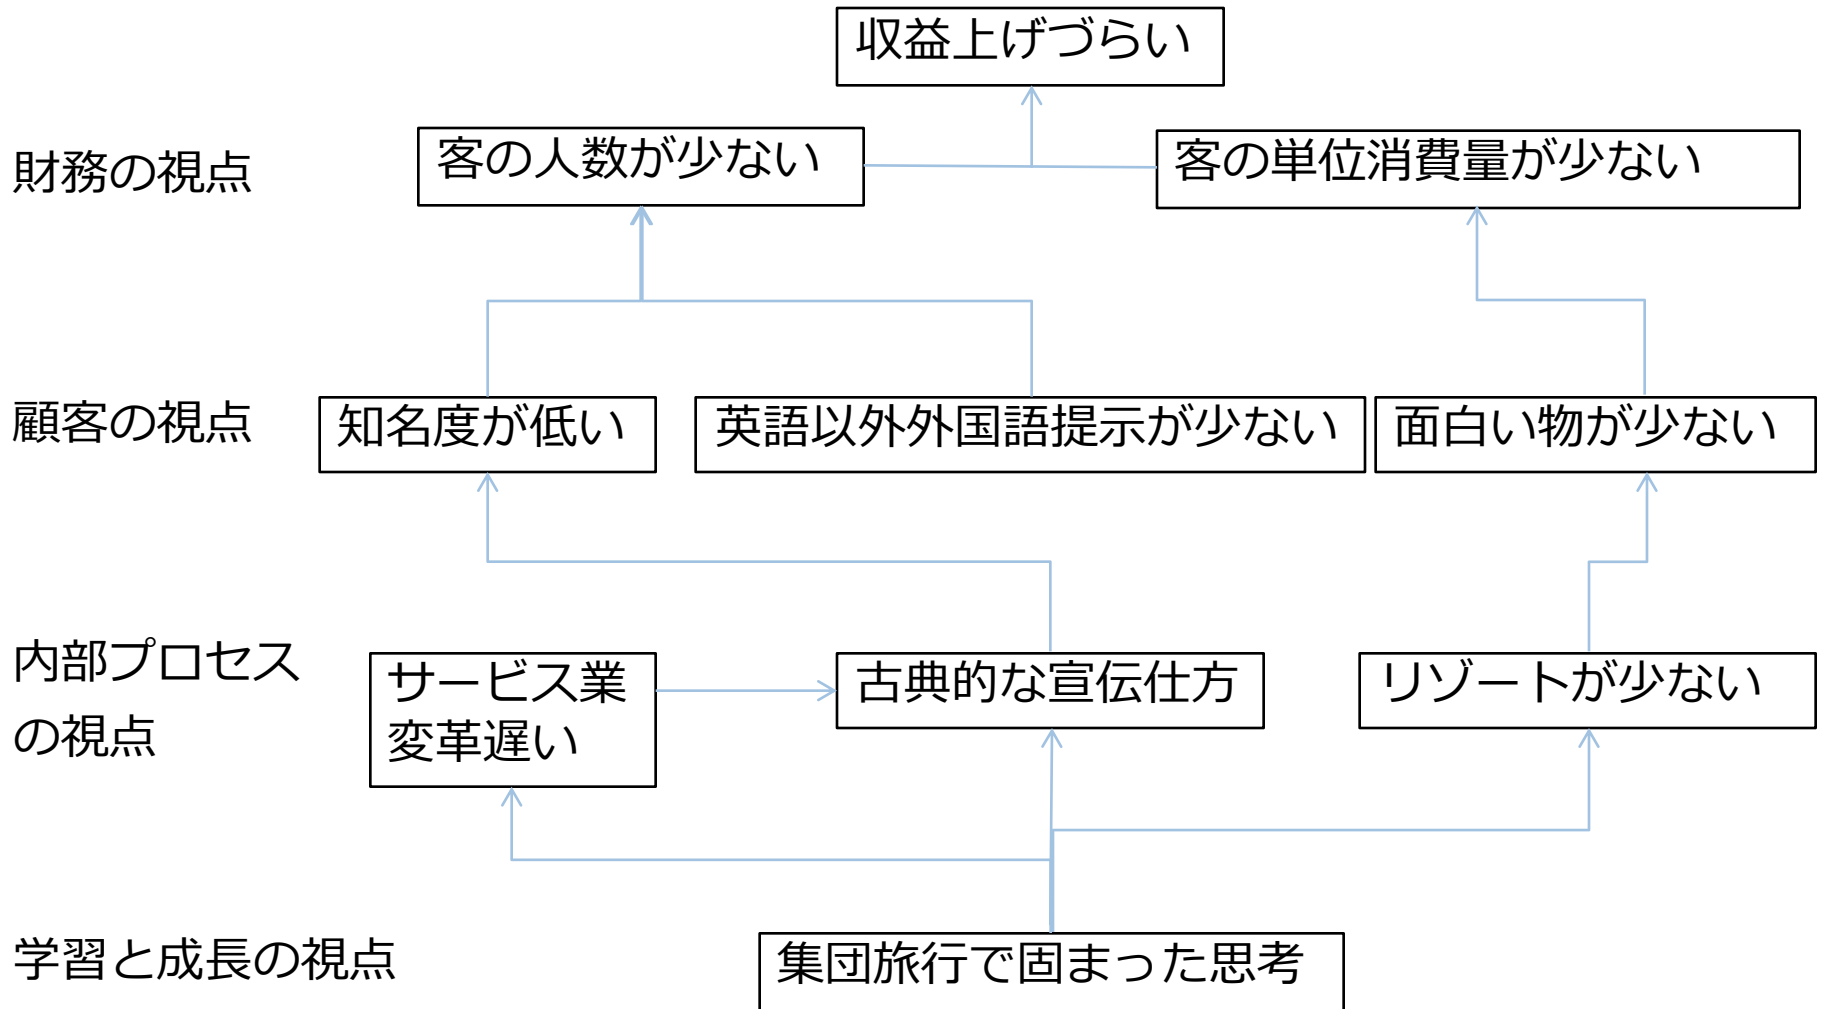 収益上げづらい
財務の視点
客の人数が少ない
客の単位消費量が少ない
顧客の視点
知名度が低い
英語以外外国語提示が少ない
面白い物が少ない
内部プロセス
の視点
サービス業
変革遅い
古典的な宣伝仕方
リゾートが少ない
学習と成長の視点
集団旅行で固まった思考